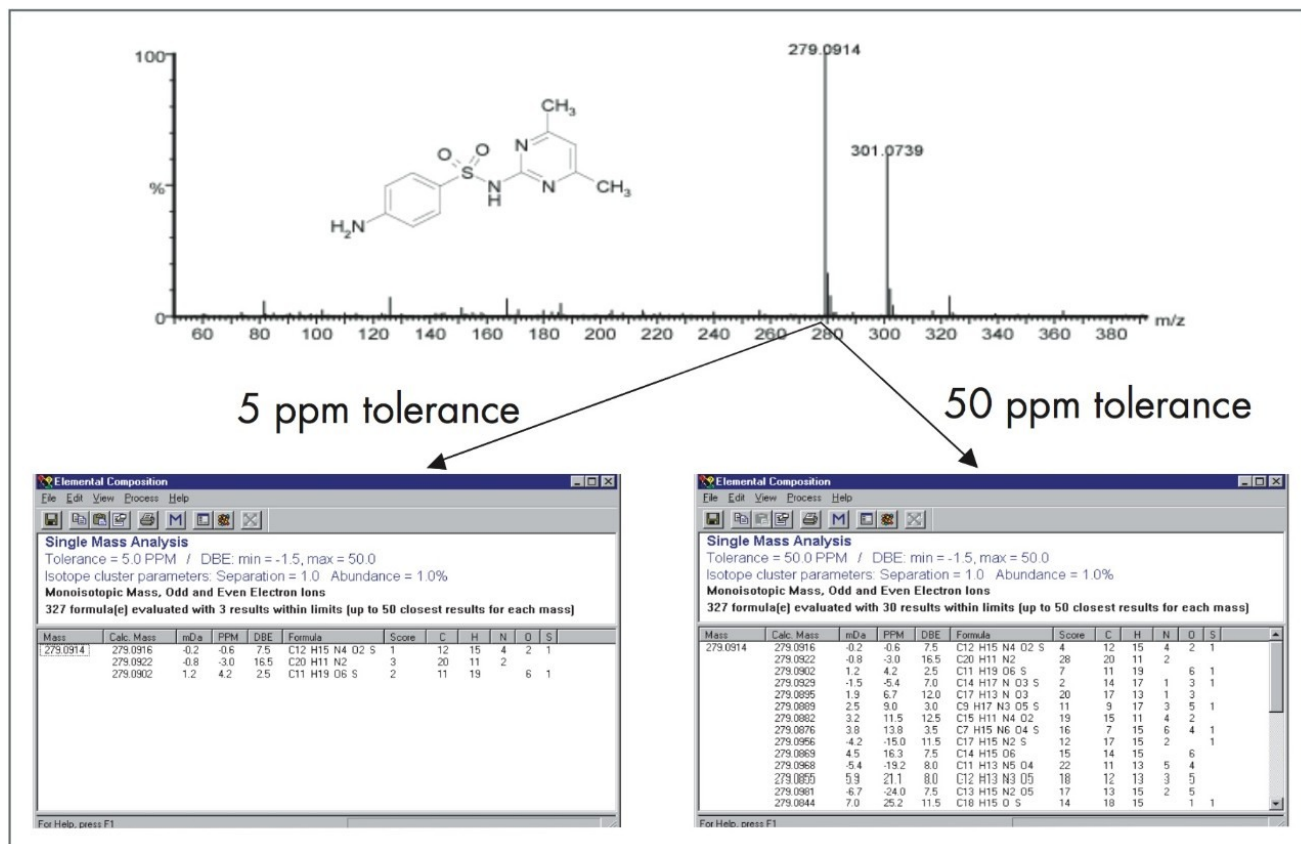 100
%
0
279.0914
301.0739
CH₃
N
O O
S
N
H
N
CH₃
H₂N
60 80 100 120 140 160 180 200 220 240 260 280 300 320 340 360 380
m/z
5 ppm tolerance
50 ppm tolerance
Elemental Composition
File Edit View Process Help
M
Single Mass Analysis
Tolerance = 5.0 PPM / DBE: min = -1.5, max = 50.0
Isotope cluster parameters: Separation = 1.0 Abundance = 1.0%
Monoisotopic Mass, Odd and Even Electron Ions
327 formula(e) evaluated with 3 results within limits (up to 50 closest results for each mass)
Mass Calc. Mass mDa PPM DBE Formula Score C H N O S
279.0914 279.0916 -0.2 -0.6 7.5 C12 H15 N4 O2 S 1 12 15 4 2 1
279.0922 -0.8 -3.0 16.5 C20 H11 N2 3 20 11 2
279.0902 1.2 4.2 2.5 C11 H19 O6 S 2 11 19 6 1
For Help, press F1
Elemental Composition
File Edit View Process Help
M
Single Mass Analysis
Tolerance = 50.0 PPM / DBE: min = -1.5, max = 50.0
Isotope cluster parameters: Separation = 1.0 Abundance = 1.0%
Monoisotopic Mass, Odd and Even Electron Ions
327 formula(e) evaluated with 30 results within limits (up to 50 closest results for each mass)
Mass Calc. Mass mDa PPM DBE Formula Score C H N O S
279.0914 279.0916 -0.2 -0.6 7.5 C12 H15 N4 O2 S 4 12 15 4 2 1
279.0922 -0.8 -3.0 16.5 C20 H11 N2 28 20 11 2
279.0902 1.2 4.2 2.5 C11 H19 O6 S 7 11 19 6 1
279.0929 -1.5 -5.4 7.0 C14 H17 N O3 S 2 14 17 1 3 1
279.0895 1.9 6.7 12.0 C17 H13 N O3 20 17 13 1 3
279.0889 2.5 9.0 3.0 C9 H17 N3 O5 S 11 9 17 3 5 1
279.0882 3.2 11.5 12.5 C15 H11 N4 O2 19 15 11 4 2
279.0876 3.8 13.8 3.5 C7 H15 N6 O4 S 16 7 15 6 4 1
279.0956 -4.2 -15.0 11.5 C17 H15 N2 S 12 17 15 2 1
279.0869 4.5 16.3 7.5 C14 H15 O6 15 14 15 6
279.0968 -5.4 -19.2 8.0 C11 H13 N5 O4 22 11 13 5 4
279.0855 5.9 21.1 8.0 C12 H13 N3 O5 18 12 13 3 5
279.0981 -6.7 -24.0 7.5 C13 H15 N2 O5 17 13 15 2 5
279.0844 7.0 25.2 11.5 C18 H15 O S 14 18 15 1 1
For Help, press F1